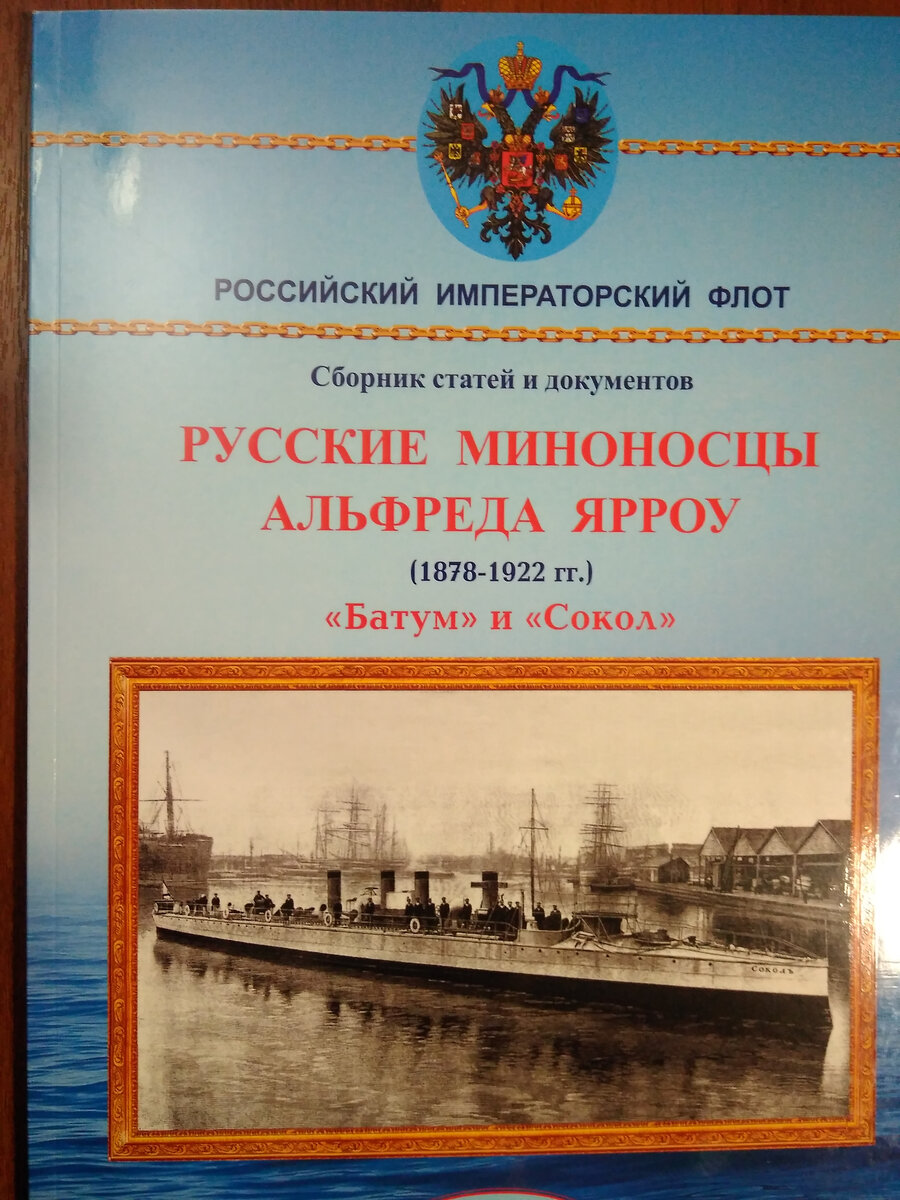 РОССИЙСКИЙ ИМПЕРАТОРСКИЙ ФЛОТ
Сборник статей и документов
РУССКИЕ МИНОНОСЦЫ
АЛЬФРЕДА ЯРРОУ
(1878-1922 гг.)
«Батум» и «Сокол»
СОКОЛЪ